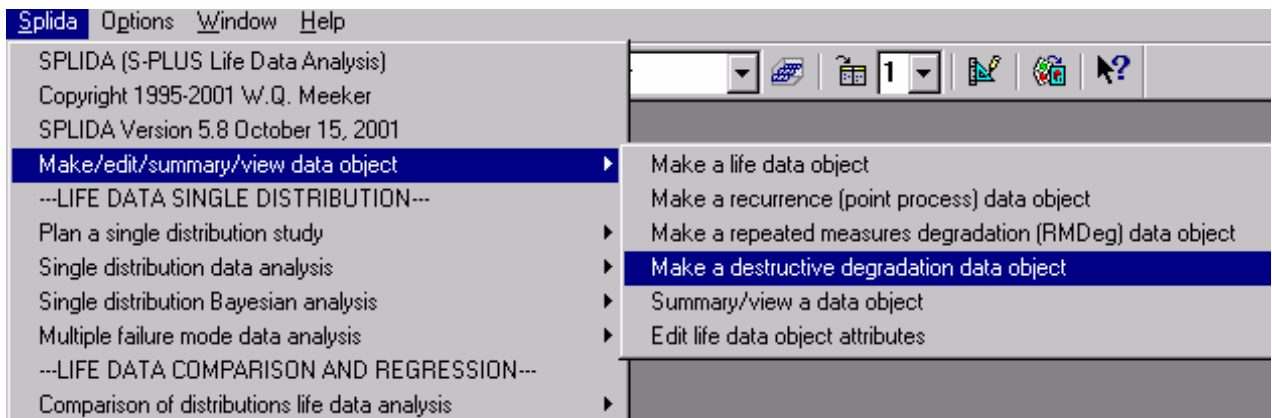 Splida Options Window Help
SPLIDA (S-PLUS Life Data Analysis)
Copyright 1995-2001 W.Q. Meeker
SPLIDA Version 5.8 October 15, 2001
Make/edit/summary/view data object
---LIFE DATA SINGLE DISTRIBUTION---
Plan a single distribution study
Single distribution data analysis
Single distribution Bayesian analysis
Multiple failure mode data analysis
---LIFE DATA COMPARISON AND REGRESSION---
Comparison of distributions life data analysis
1
Make a life data object
Make a recurrence (point process) data object
Make a repeated measures degradation (RMDeg) data object
Make a destructive degradation data object
Summary/view a data object
Edit life data object attributes